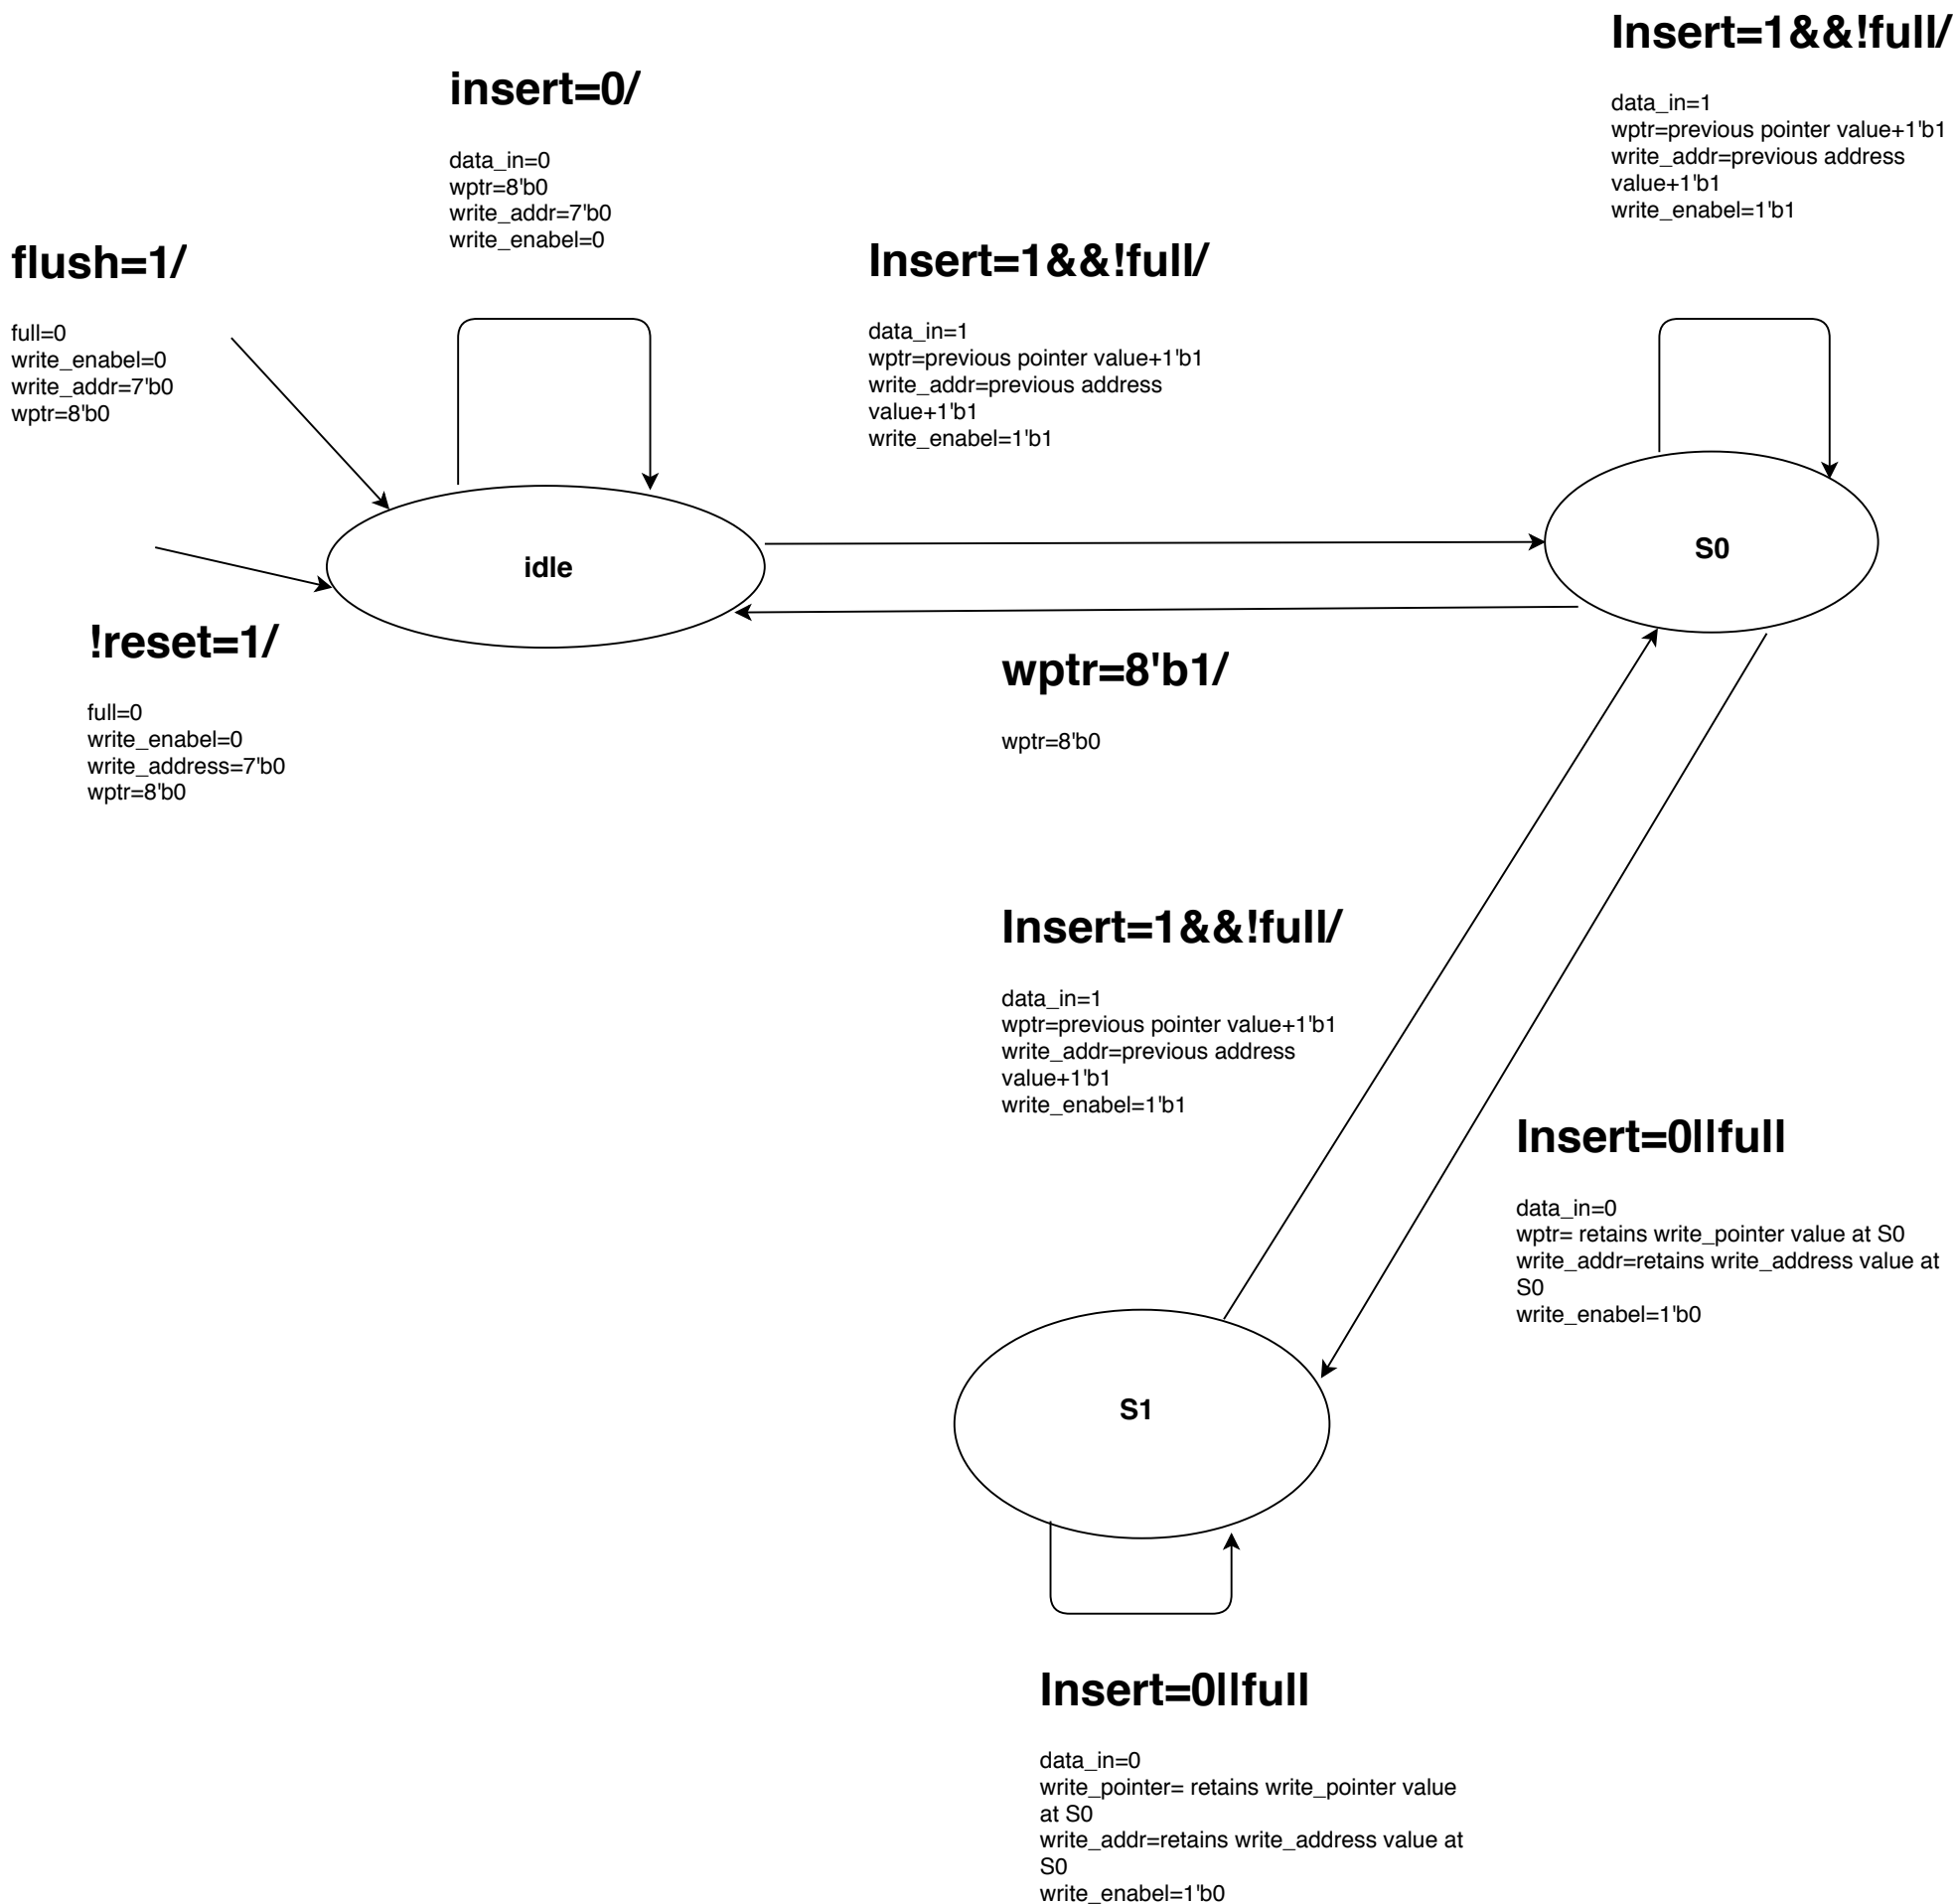 Insert=1&&!full/
data_in=1
wptr=previous pointer value+1'b1
write_addr=previous address
value+1'b1
write_enabel=1'b1
insert=0/
data_in=0
wptr=8'b0
write_addr=7'b0
write_enabel=0
flush=1/
full=0
write_enabel=0
write_addr=7'b0
wptr=8'b0
Insert=1&&!full/
data_in=1
wptr=previous pointer value+1'b1
write_addr=previous address
value+1'b1
write_enabel=1'b1
idle
S0
!reset=1/
full=0
write_enabel=0
write_address=7'b0
wptr=8'b0
wptr=8'b1/
wptr=8'b0
Insert=1&&!full/
data_in=1
wptr=previous pointer value+1'b1
write_addr=previous address
value+1'b1
write_enabel=1'b1
Insert=0||full
data_in=0
wptr= retains write_pointer value at S0
write_addr=retains write_address value at
S0
write_enabel=1'b0
S1
Insert=0||full
data_in=0
write_pointer= retains write_pointer value
at S0
write_addr=retains write_address value at
S0
write_enabel=1'b0